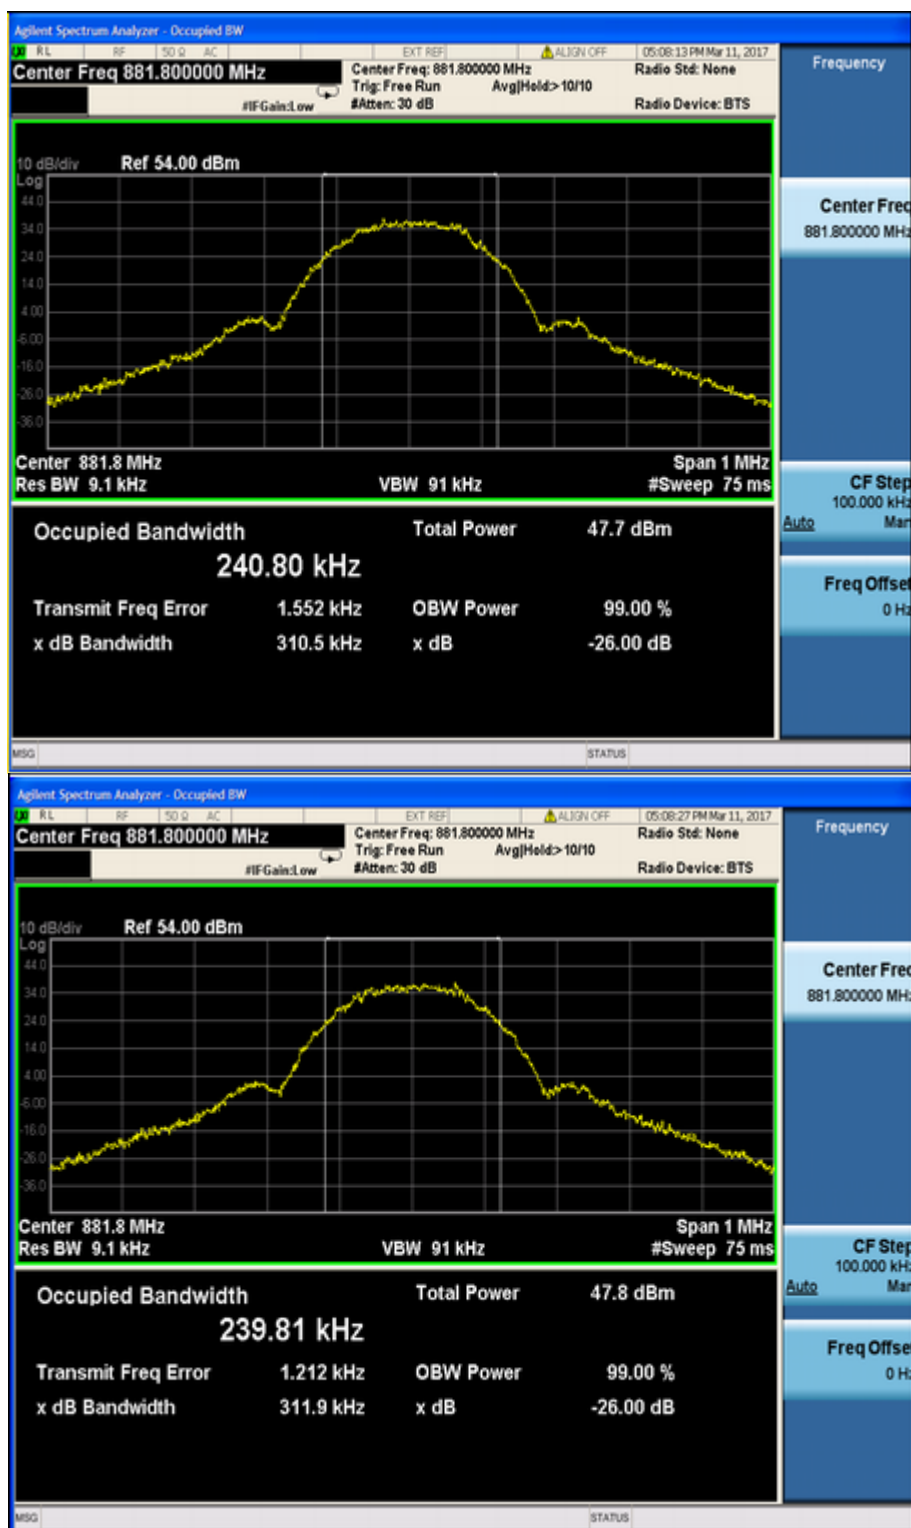 Agilent Spectrum Analyzer - Occupied BW
RL RF 50 Ω AC EXT REF ALIGN OFF 05:08:13 PM Mar 11, 2017
Center Freq 881.800000 MHz
Center Freq: 881.800000 MHz
Radio Std: None
Trig: Free Run Avg|Hold:> 10/10
#IFGain:Low #Atten: 30 dB Radio Device: BTS
Frequency
10 dB/div Ref 54.00 dBm
Log
44.0
34.0
24.0
14.0
4.00
-6.00
-16.0
-26.0
-36.0
Center 881.8 MHz Span 1 MHz
Res BW 9.1 kHz VBW 91 kHz #Sweep 75 ms
Center Freq
881.800000 MHz
CF Step
100.000 kHz
Auto Man
Freq Offset
0 Hz
Occupied Bandwidth Total Power 47.7 dBm
240.80 kHz
Transmit Freq Error 1.552 kHz OBW Power 99.00 %
x dB Bandwidth 310.5 kHz x dB -26.00 dB
MSG STATUS
Agilent Spectrum Analyzer - Occupied BW
RL RF 50 Ω AC EXT REF ALIGN OFF 05:08:27 PM Mar 11, 2017
Center Freq 881.800000 MHz
Center Freq: 881.800000 MHz
Radio Std: None
Trig: Free Run Avg|Hold:> 10/10
#IFGain:Low #Atten: 30 dB Radio Device: BTS
Frequency
10 dB/div Ref 54.00 dBm
Log
44.0
34.0
24.0
14.0
4.00
-6.00
-16.0
-26.0
-36.0
Center 881.8 MHz Span 1 MHz
Res BW 9.1 kHz VBW 91 kHz #Sweep 75 ms
Center Freq
881.800000 MHz
CF Step
100.000 kHz
Auto Man
Freq Offset
0 Hz
Occupied Bandwidth Total Power 47.8 dBm
239.81 kHz
Transmit Freq Error 1.212 kHz OBW Power 99.00 %
x dB Bandwidth 311.9 kHz x dB -26.00 dB
MSG STATUS